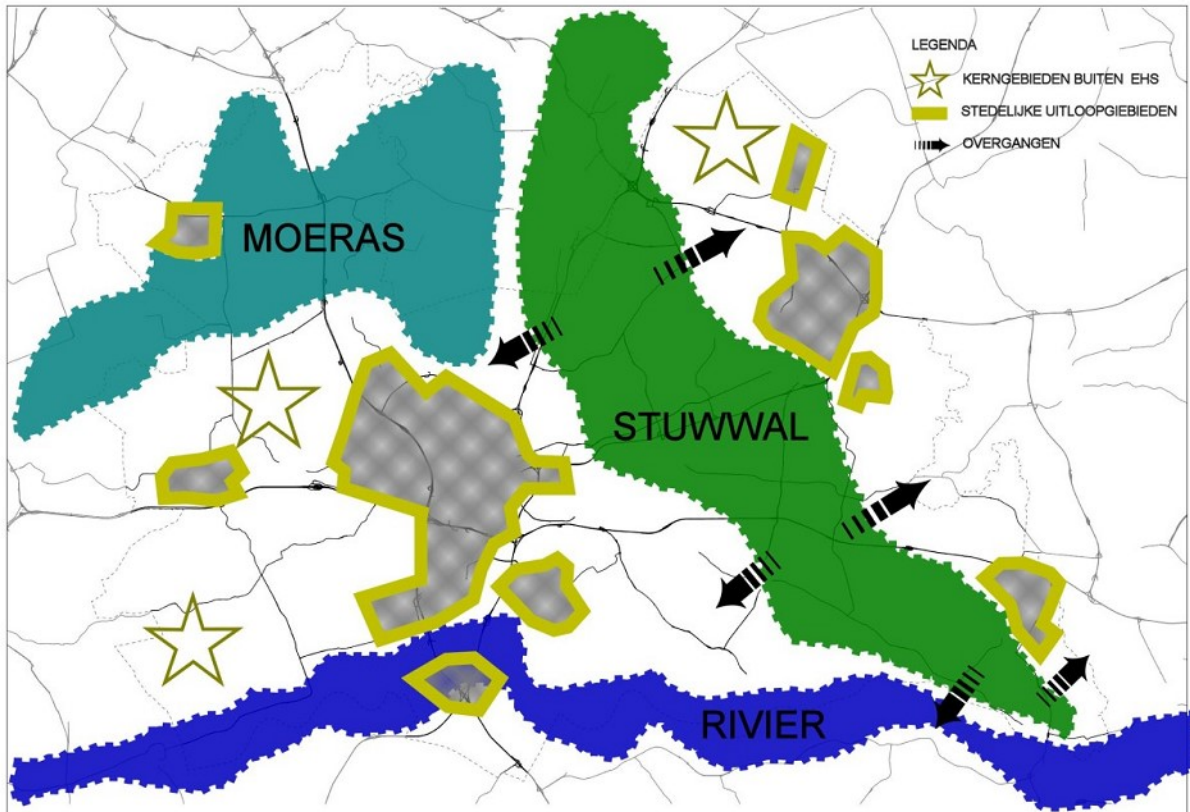 LEGENDA
KERNGEBIEDEN BUITEN EHS
STEDELIJKE UITLOOPGIEBIEDEN
OVERGANGEN
MOERAS
STUWWAL
RIVIER